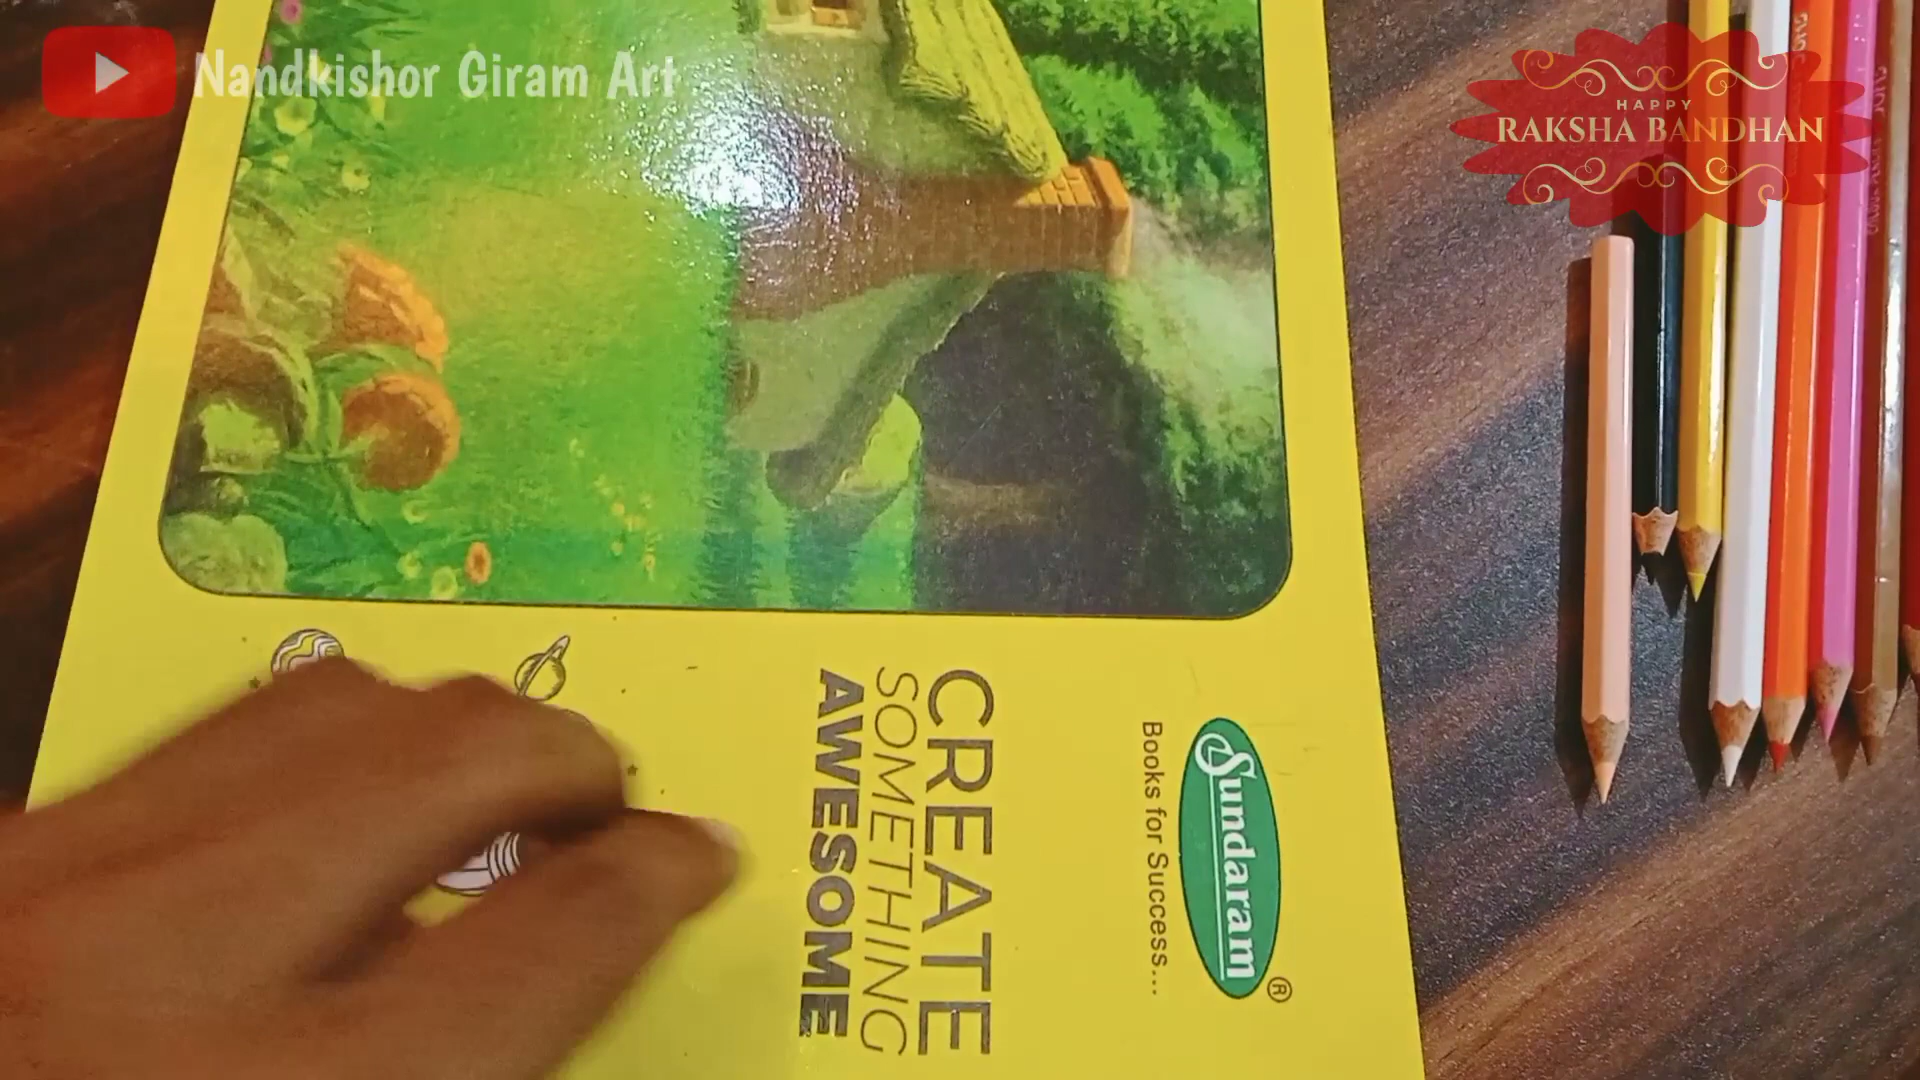 Nandkishor Giram Art
HAPPY
RAKSHA BANDHAN
CREATE
SOMETHING
AWESOME
Sundaram®
Books for Success...